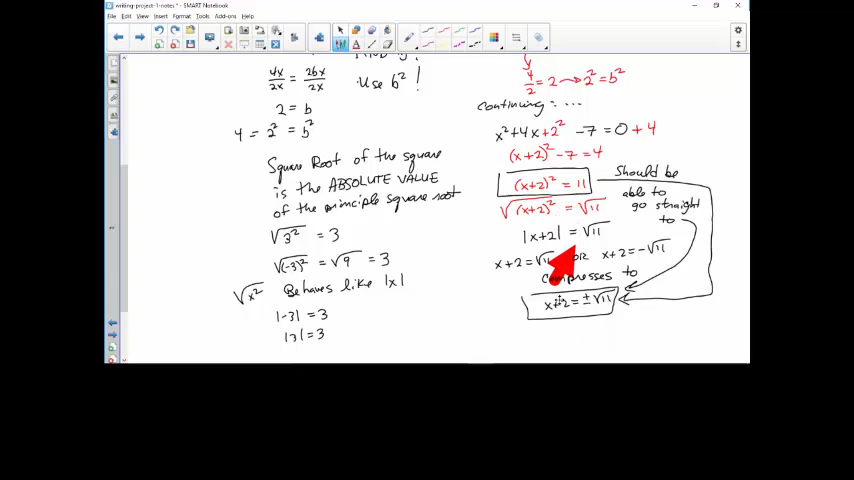 writing-project-1-notes * - SMART Notebook
File Edit View Insert Format Tools Add-ons Help
4x/2x = 2bx/2x
Use b²!
2 = b
4 = 2² = b²
Square Root of the square
is the ABSOLUTE VALUE
of the principle square root
√3² = 3
√(-3)² = √9 = 3
√x² Behaves like |x|
|-3| = 3
|3| = 3
4/2 = 2 → 2² = b²
continuing: ...
x² + 4x + 2² - 7 = 0 + 4
(x+2)² - 7 = 4
(x+2)² = 11
√(x+2)² = √11
|x+2| = √11
x+2 = √11 OR x+2 = -√11
compresses to
x+2 = ±√11
Should be
able to
go straight
to